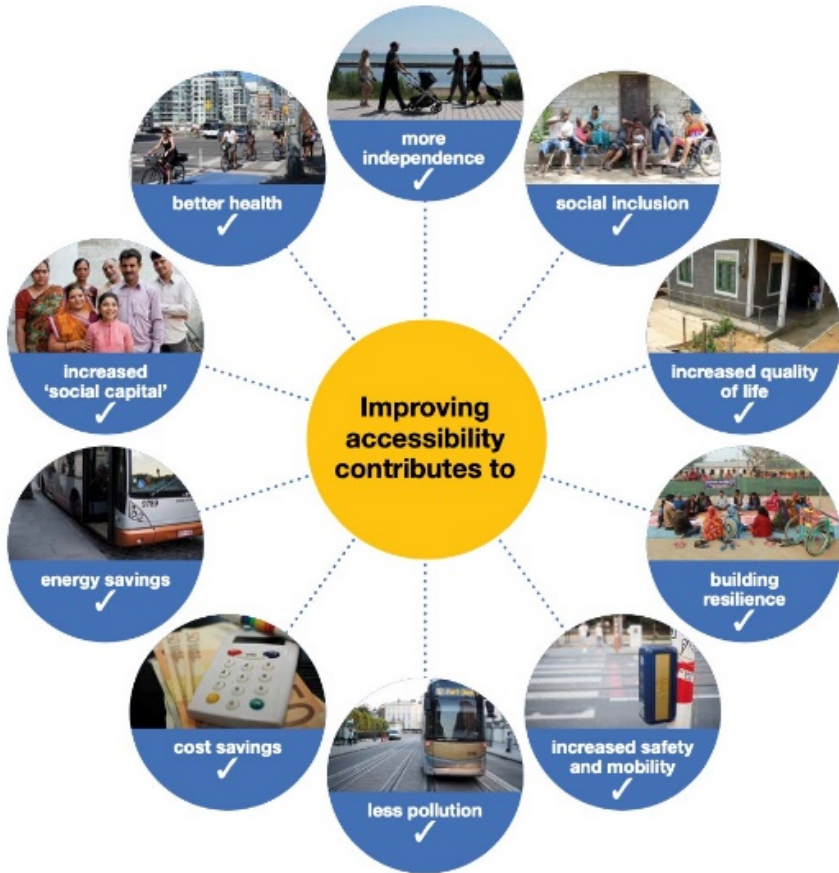 more
independence
social inclusion
increased quality
of life
building
resilience
increased safety
and mobility
less pollution
cost savings
energy savings
increased
‘social capital’
better health
Improving
accessibility
contributes to